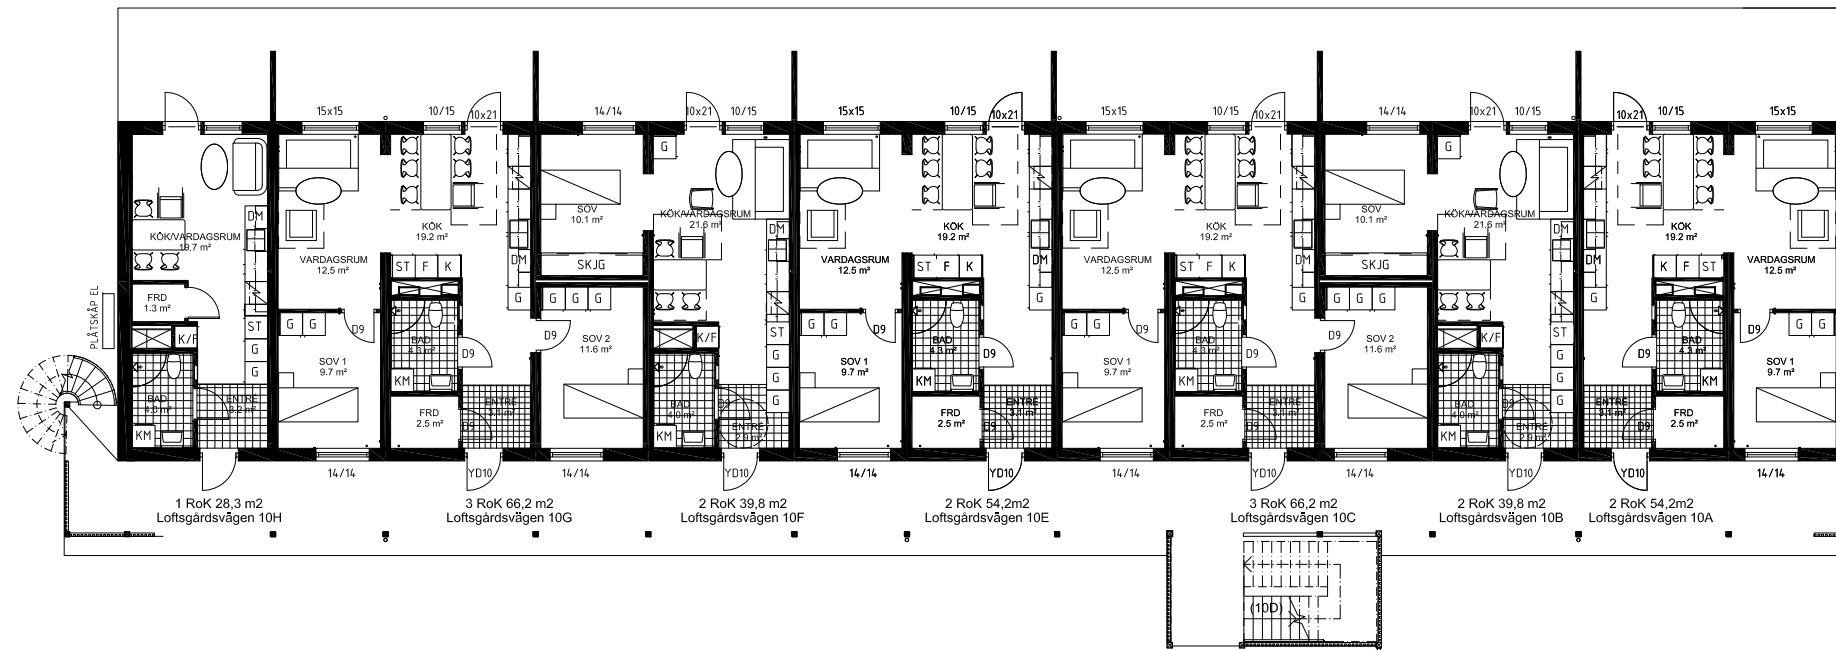 15x15
10/15
10x21
14/14
10x21
10/15
15x15
10/15
10x21
15x15
10/15
10x21
14/14
10x21
10/15
10x21
10/15
15x15
KÖK/VARDAGSRUM
19.7 m²
DM
FRD
1.3 m²
K/F
ST
G
G
BAD
4.0 m²
KM
ENTRÉ
3.2 m²
PLÅTSKÅP EL
VARDAGSRUM
12.5 m²
KÖK
19.2 m²
ST F K
DM
G
G G
D9
SOV 1
9.7 m²
BAD
4.3 m²
KM
D9
FRD
2.5 m²
ENTRÉ
3.1 m²
D9
SOV
10.1 m²
SKJG
G G G
D9
SOV 2
11.6 m²
G
KÖK/VARDAGSRUM
21.6 m²
DM
ST
G
G
G
K/F
BAD
4.0 m²
KM
D9
ENTRÉ
2.9 m²
VARDAGSRUM
12.5 m²
KÖK
19.2 m²
ST F K
DM
G
G G
D9
SOV 1
9.7 m²
BAD
4.3 m²
KM
D9
FRD
2.5 m²
ENTRÉ
3.1 m²
D9
VARDAGSRUM
12.5 m²
KÖK
19.2 m²
ST F K
DM
G
G G
D9
SOV 1
9.7 m²
BAD
4.3 m²
KM
D9
FRD
2.5 m²
ENTRÉ
3.1 m²
D9
SOV
10.1 m²
SKJG
G G G
D9
SOV 2
11.6 m²
G
KÖK/VARDAGSRUM
21.6 m²
DM
ST
G
G
G
K/F
BAD
4.0 m²
KM
D9
ENTRÉ
2.9 m²
KÖK
19.2 m²
K F ST
DM
G
D9
BAD
4.3 m²
KM
ENTRÉ
3.1 m²
D9
FRD
2.5 m²
VARDAGSRUM
12.5 m²
D9
G G
SOV 1
9.7 m²
14/14
YD10
14/14
YD10
14/14
YD10
14/14
YD10
14/14
YD10
YD10
14/14
1 RoK 28,3 m2
Loftsgårdsvägen 10H
3 RoK 66,2 m2
Loftsgårdsvägen 10G
2 RoK 39,8 m2
Loftsgårdsvägen 10F
2 RoK 54,2m2
Loftsgårdsvägen 10E
3 RoK 66,2 m2
Loftsgårdsvägen 10C
2 RoK 39,8 m2
Loftsgårdsvägen 10B
2 RoK 54,2m2
Loftsgårdsvägen 10A
(10D)